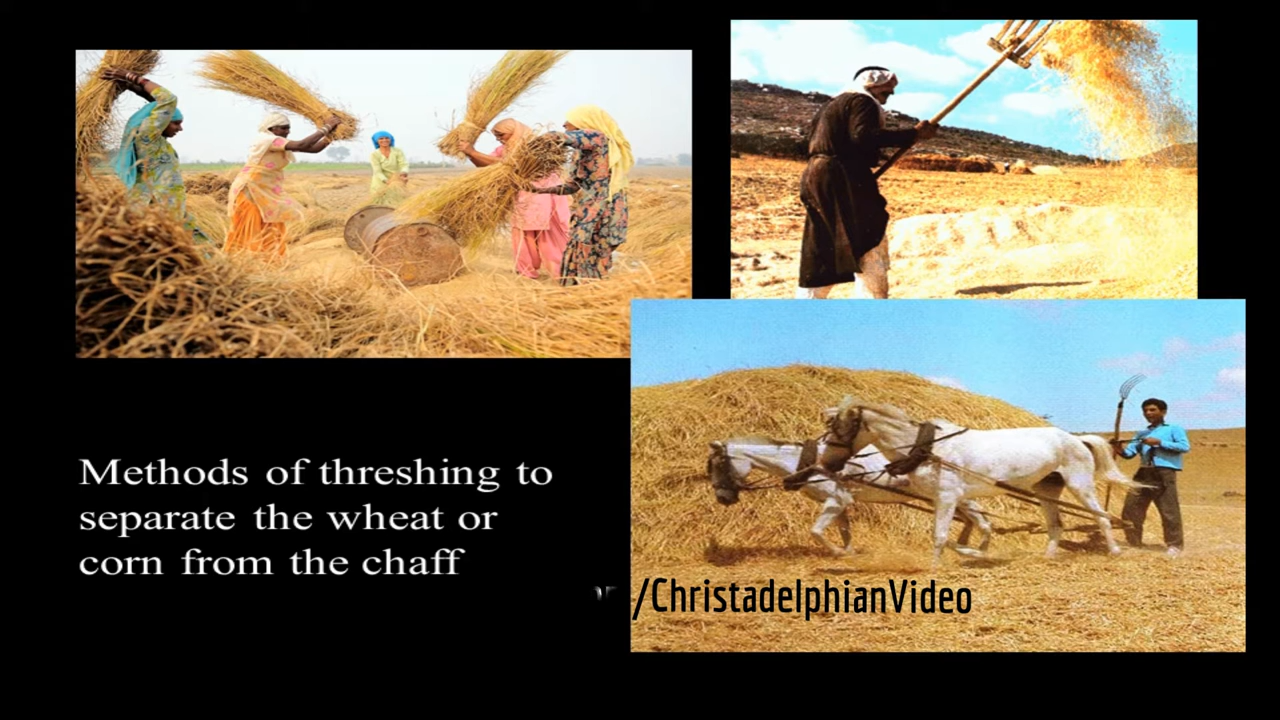 Methods of threshing to
separate the wheat or
corn from the chaff
/ChristadelphianVideo